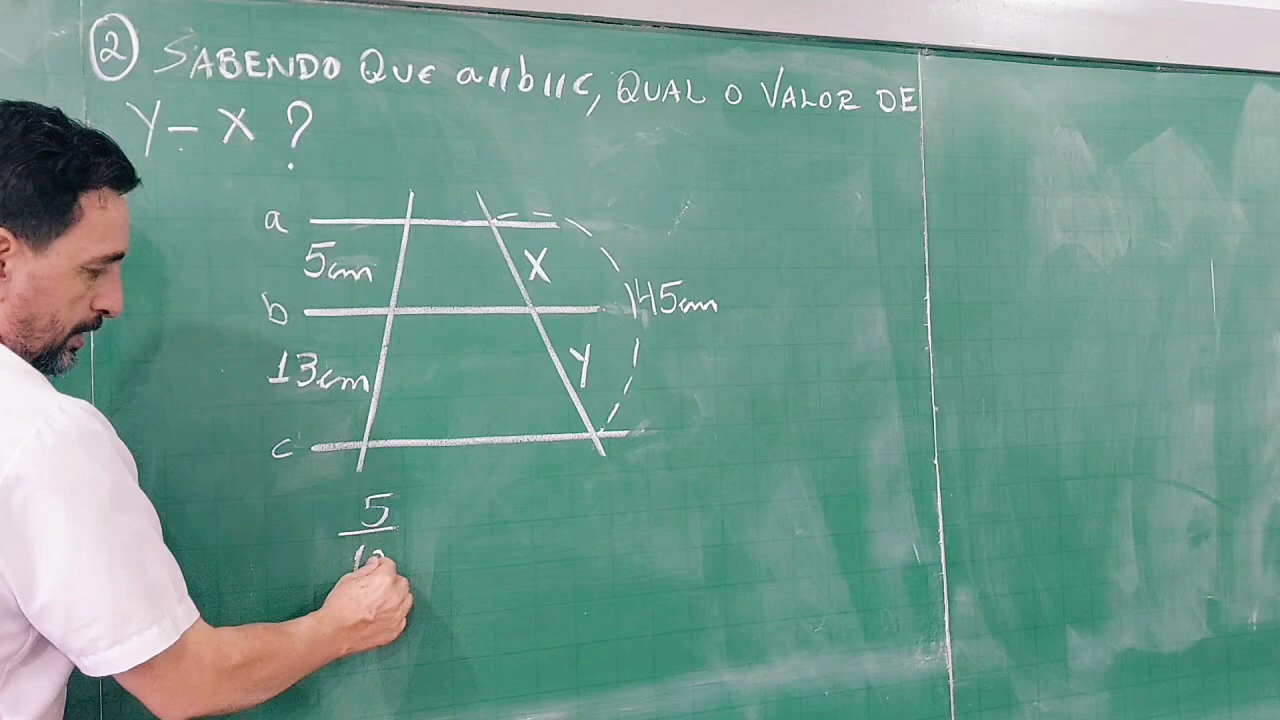 2 SABENDO QUE a//b//c, QUAL O VALOR DE
Y - X ?
a
5cm
X
b
45cm
13cm
Y
c
5